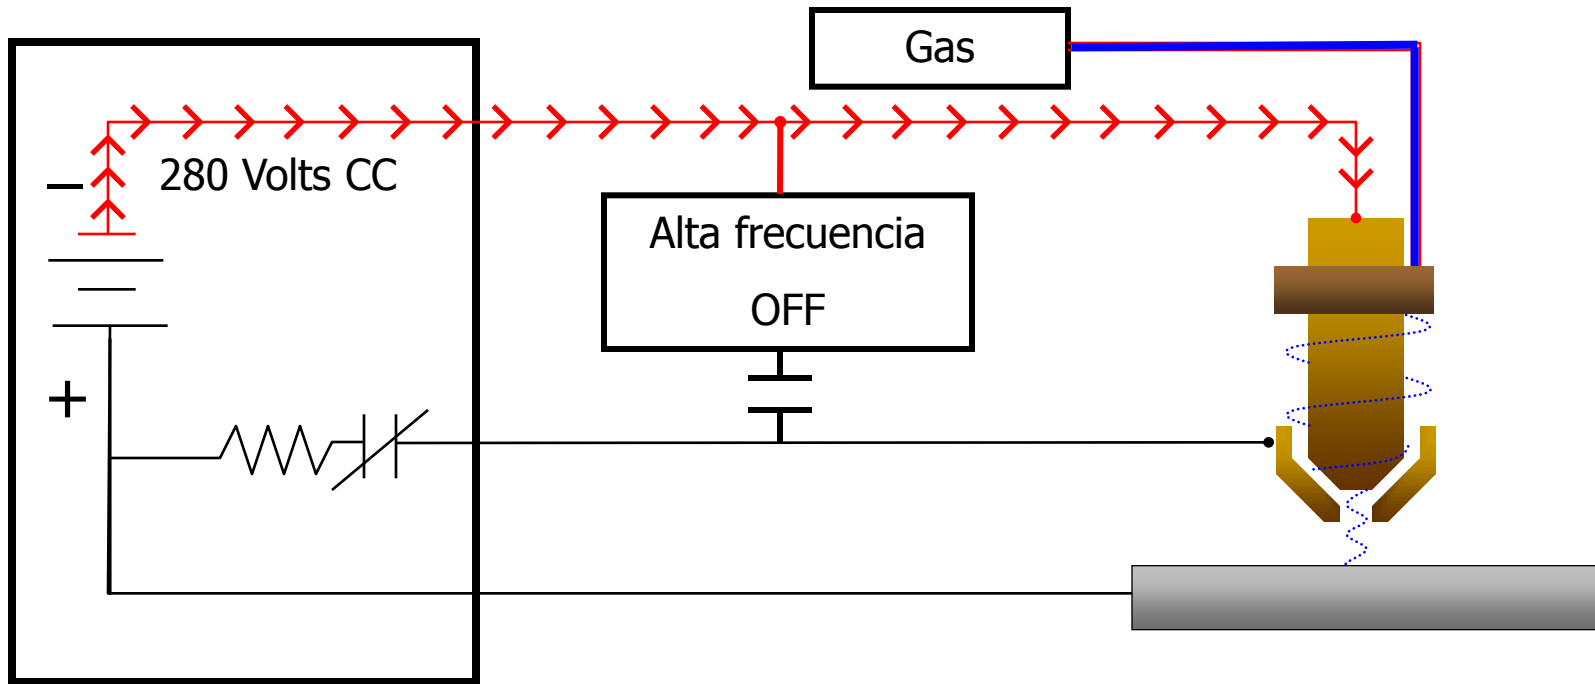 Gas
280 Volts CC
−
+
Alta frecuencia
OFF